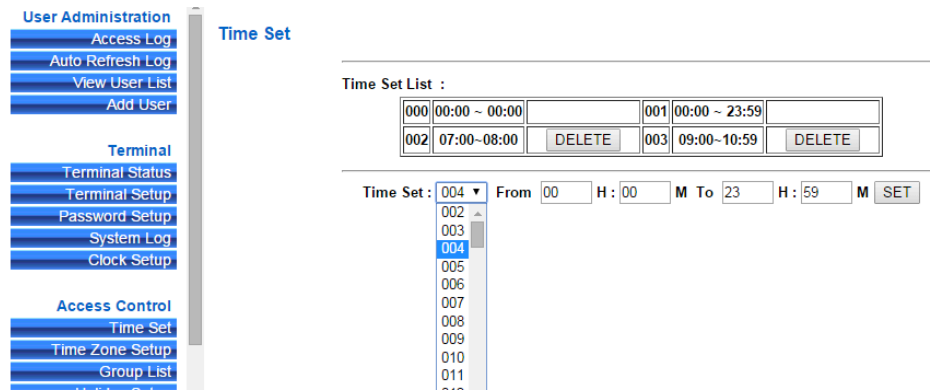 User Administration
Access Log
Auto Refresh Log
View User List
Add User
Terminal
Terminal Status
Terminal Setup
Password Setup
System Log
Clock Setup
Access Control
Time Set
Time Zone Setup
Group List
Time Set
Time Set List :
000 00:00 ~ 00:00 001 00:00 ~ 23:59
002 07:00~08:00 DELETE 003 09:00~10:59 DELETE
Time Set : 004 From 00 H : 00 M To 23 H : 59 M SET
002
003
004
005
006
007
008
009
010
011